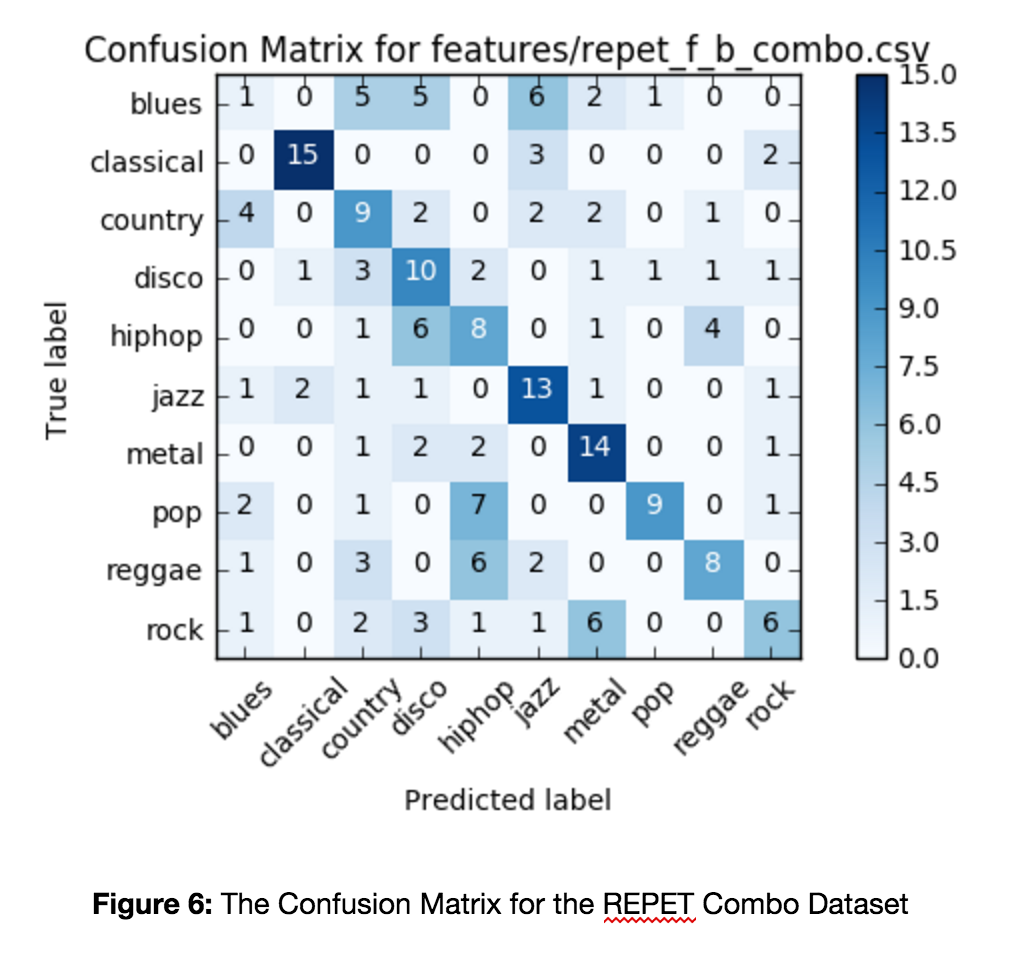 Confusion Matrix for features/repet_f_b_combo.csv
blues 1 0 5 5 0 6 2 1 0 0
classical 0 15 0 0 0 3 0 0 0 2
country 4 0 9 2 0 2 2 0 1 0
disco 0 1 3 10 2 0 1 1 1 1
hiphop 0 0 1 6 8 0 1 0 4 0
jazz 1 2 1 1 0 13 1 0 0 1
metal 0 0 1 2 2 0 14 0 0 1
pop 2 0 1 0 7 0 0 9 0 1
reggae 1 0 3 0 6 2 0 0 8 0
rock 1 0 2 3 1 1 6 0 0 6
True label
blues classical country disco hiphop jazz metal pop reggae rock
Predicted label
15.0
13.5
12.0
10.5
9.0
7.5
6.0
4.5
3.0
1.5
0.0
Figure 6: The Confusion Matrix for the REPET Combo Dataset